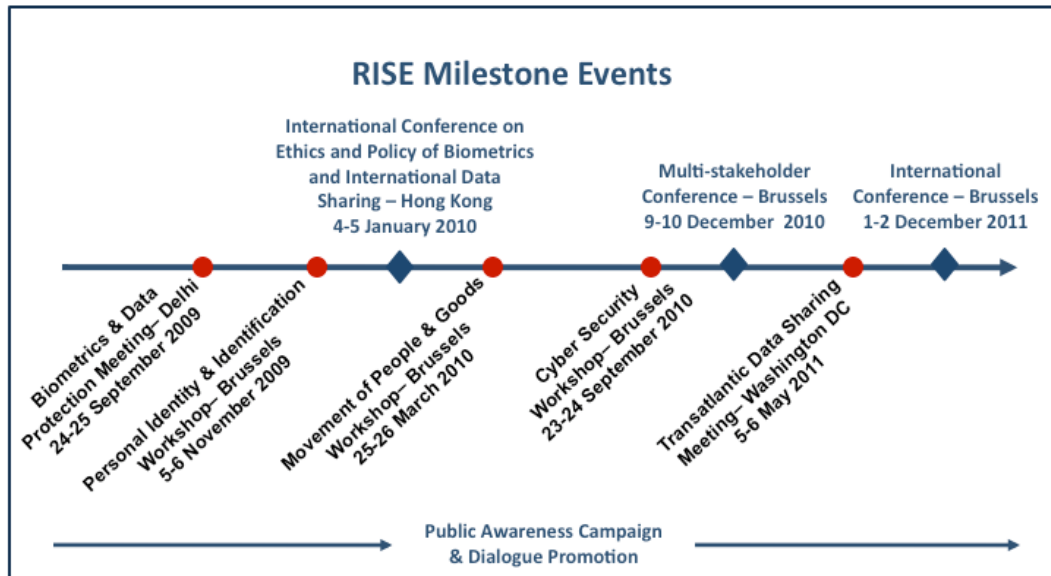 RISE Milestone Events
International Conference on
Ethics and Policy of Biometrics
and International Data
Sharing – Hong Kong
4-5 January 2010
Multi-stakeholder
Conference – Brussels
9-10 December 2010
International
Conference – Brussels
1-2 December 2011
Biometrics & Data
Protection Meeting– Delhi
24-25 September 2009
Personal Identity & Identification
Workshop– Brussels
5-6 November 2009
Movement of People & Goods
Workshop– Brussels
25-26 March 2010
Cyber Security
Workshop– Brussels
23-24 September 2010
Transatlantic Data Sharing
Meeting– Washington DC
5-6 May 2011
Public Awareness Campaign
& Dialogue Promotion